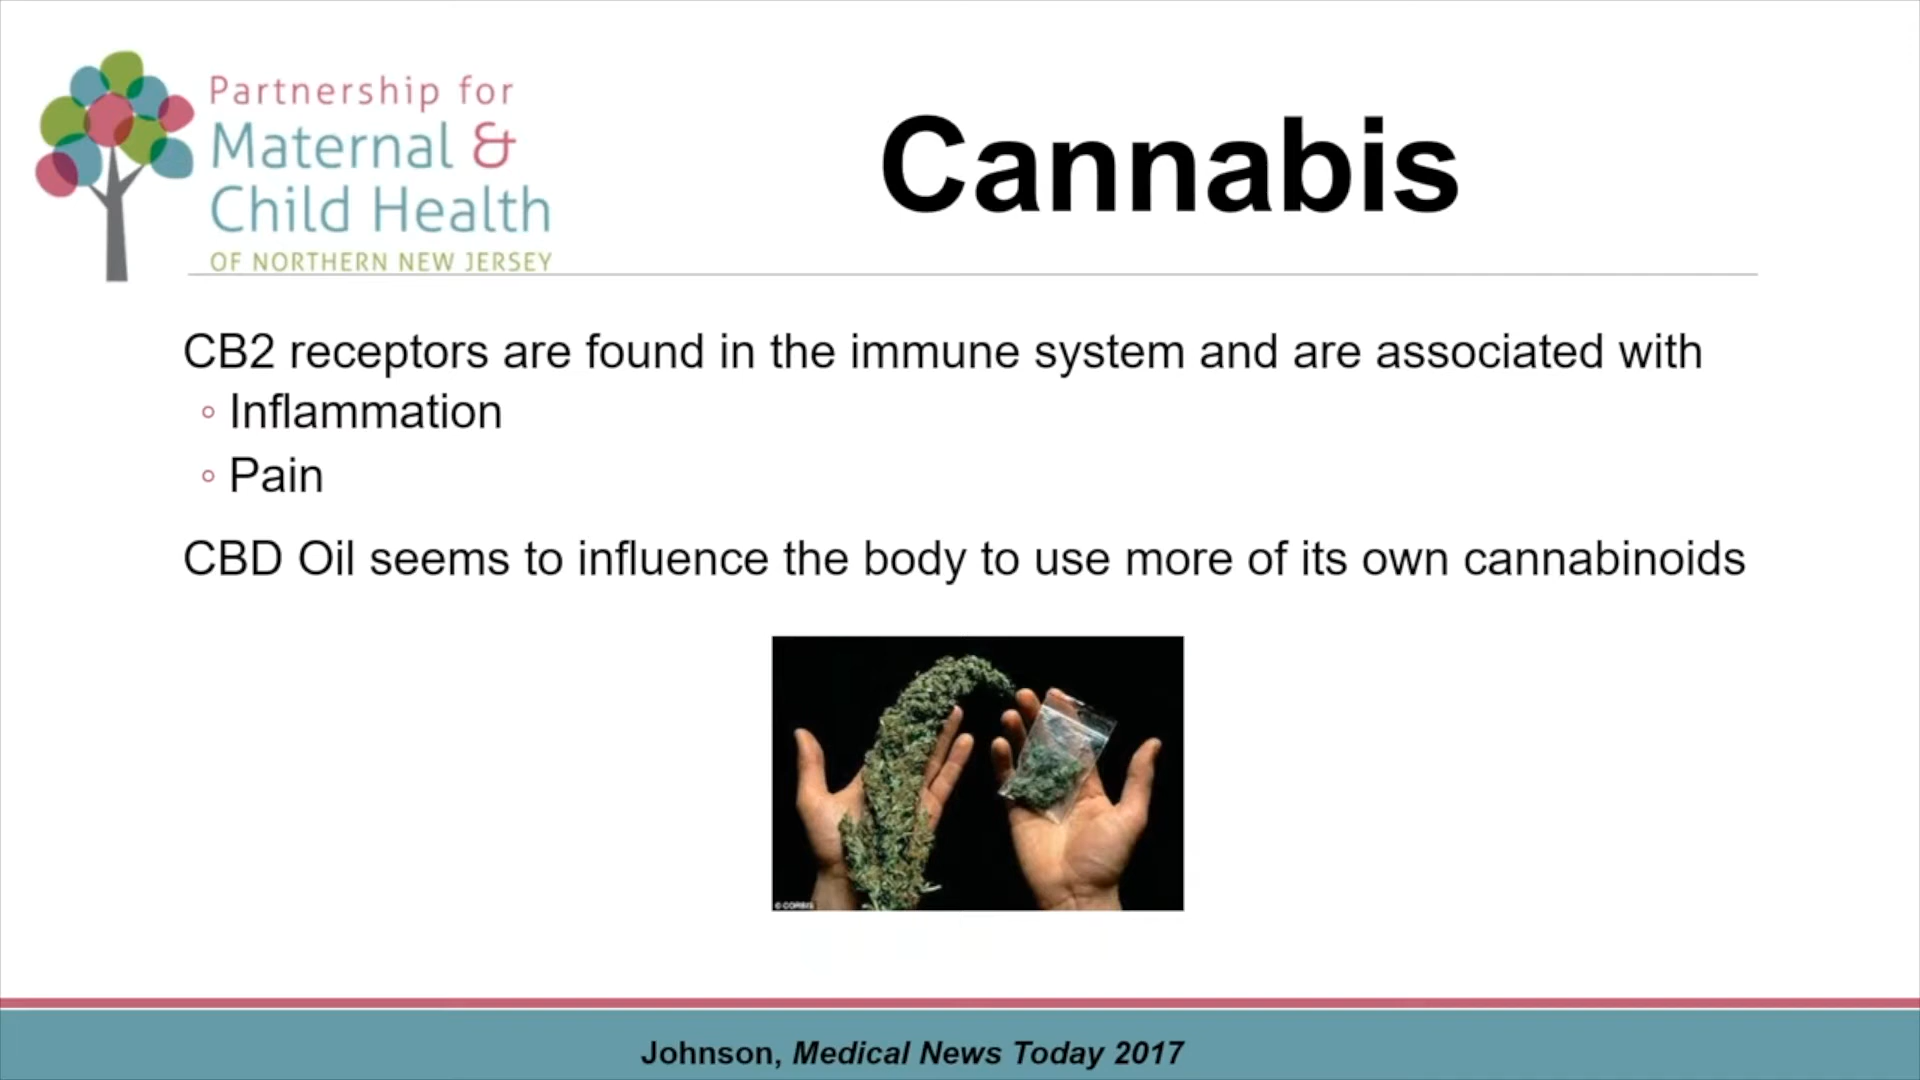 Partnership for
Maternal &
Child Health
OF NORTHERN NEW JERSEY
Cannabis
CB2 receptors are found in the immune system and are associated with
◦ Inflammation
◦ Pain
CBD Oil seems to influence the body to use more of its own cannabinoids
© CORBIS
Johnson, Medical News Today 2017